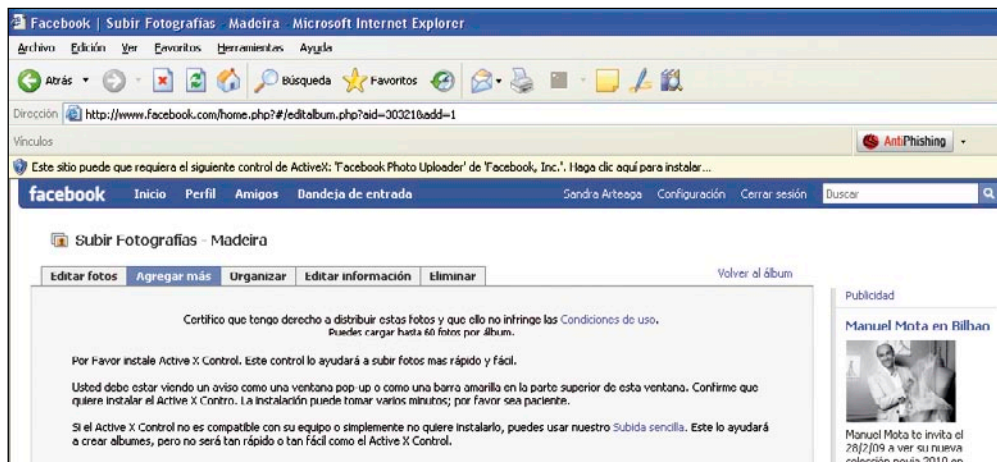 Facebook | Subir Fotografías - Madeira - Microsoft Internet Explorer
Archivo Edición Ver Favoritos Herramientas Ayuda
Atrás Búsqueda Favoritos
Dirección http://www.facebook.com/home.php?#/editalbum.php?aid=30321&add=1
Vínculos AntiPhishing
Este sitio puede que requiera el siguiente control de ActiveX: 'Facebook Photo Uploader' de 'Facebook, Inc.'. Haga clic aquí para instalar...
facebook Inicio Perfil Amigos Bandeja de entrada Sandra Arteaga Configuración Cerrar sesión Buscar
Subir Fotografías - Madeira
Editar fotos Agregar más Organizar Editar información Eliminar Volver al álbum
Certifico que tengo derecho a distribuir estas fotos y que ello no infringe las Condiciones de uso.
Puedes cargar hasta 60 fotos por álbum.
Por Favor instale Active X Control. Este control lo ayudará a subir fotos mas rápido y fácil.
Usted debe estar viendo un aviso como una ventana pop-up o como una barra amarilla en la parte superior de esta ventana. Confirme que
quiere instalar el Active X Contro. La instalación puede tomar varios minutos; por favor sea paciente.
Si el Active X Control no es compatible con su equipo o simplemente no quiere instalarlo, puedes usar nuestro Subida sencilla. Este lo ayudará
a crear albumes, pero no será tan rápido o tan fácil como el Active X Control.
Publicidad
Manuel Mota en Bilbao
Manuel Mota te invita el
28/2/09 a ver su nueva
colección novia 2010 en